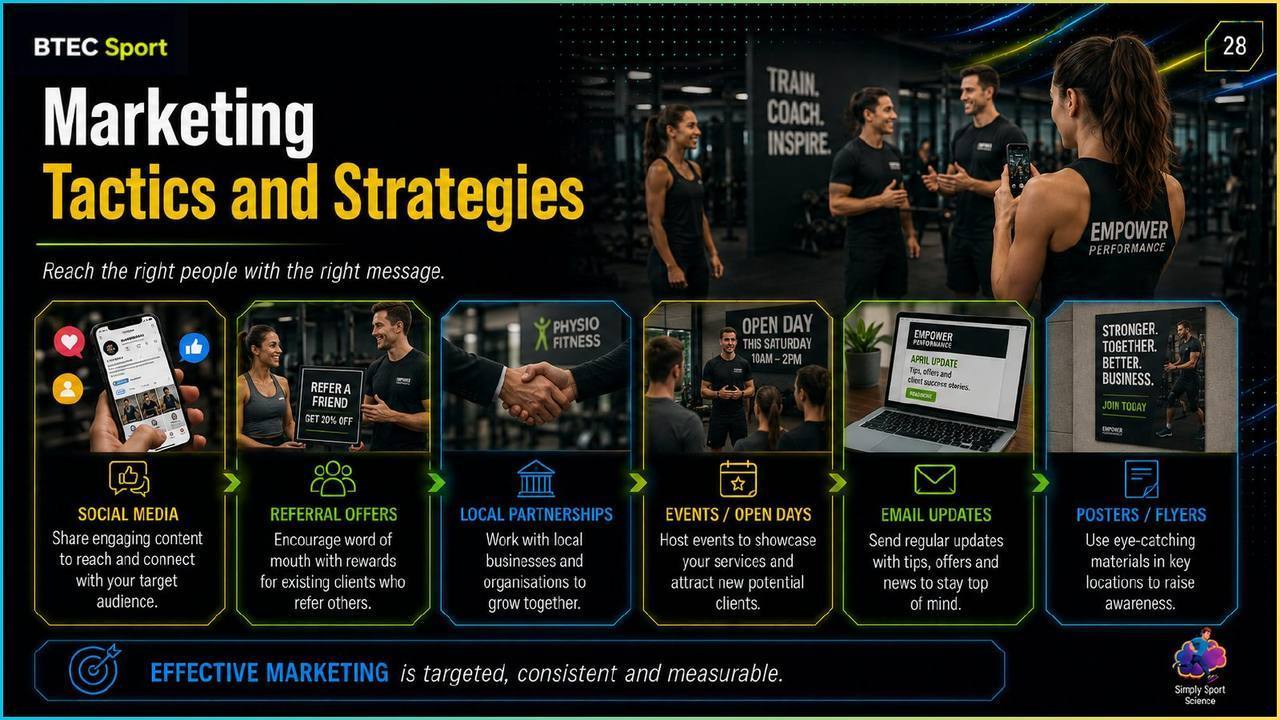 BTEC Sport
28
Marketing
Tactics and Strategies
Reach the right people with the right message.
TRAIN.
COACH.
INSPIRE.
EMPOWER
PERFORMANCE
REFER A
FRIEND
GET 20% OFF
PHYSIO
FITNESS
OPEN DAY
THIS SATURDAY
10AM – 2PM
EMPOWER
PERFORMANCE
APRIL UPDATE
Tips, offers and
client success stories.
STRONGER.
TOGETHER.
BETTER.
BUSINESS.
JOIN TODAY
EMPOWER
SOCIAL MEDIA
Share engaging content
to reach and connect
with your target
audience.
REFERRAL OFFERS
Encourage word of
mouth with rewards
for existing clients who
refer others.
LOCAL PARTNERSHIPS
Work with local
businesses and
organisations to
grow together.
EVENTS / OPEN DAYS
Host events to showcase
your services and
attract new potential
clients.
EMAIL UPDATES
Send regular updates
with tips, offers and
news to stay top
of mind.
POSTERS / FLYERS
Use eye-catching
materials in key
locations to raise
awareness.
EFFECTIVE MARKETING is targeted, consistent and measurable.
Simply Sport
Science